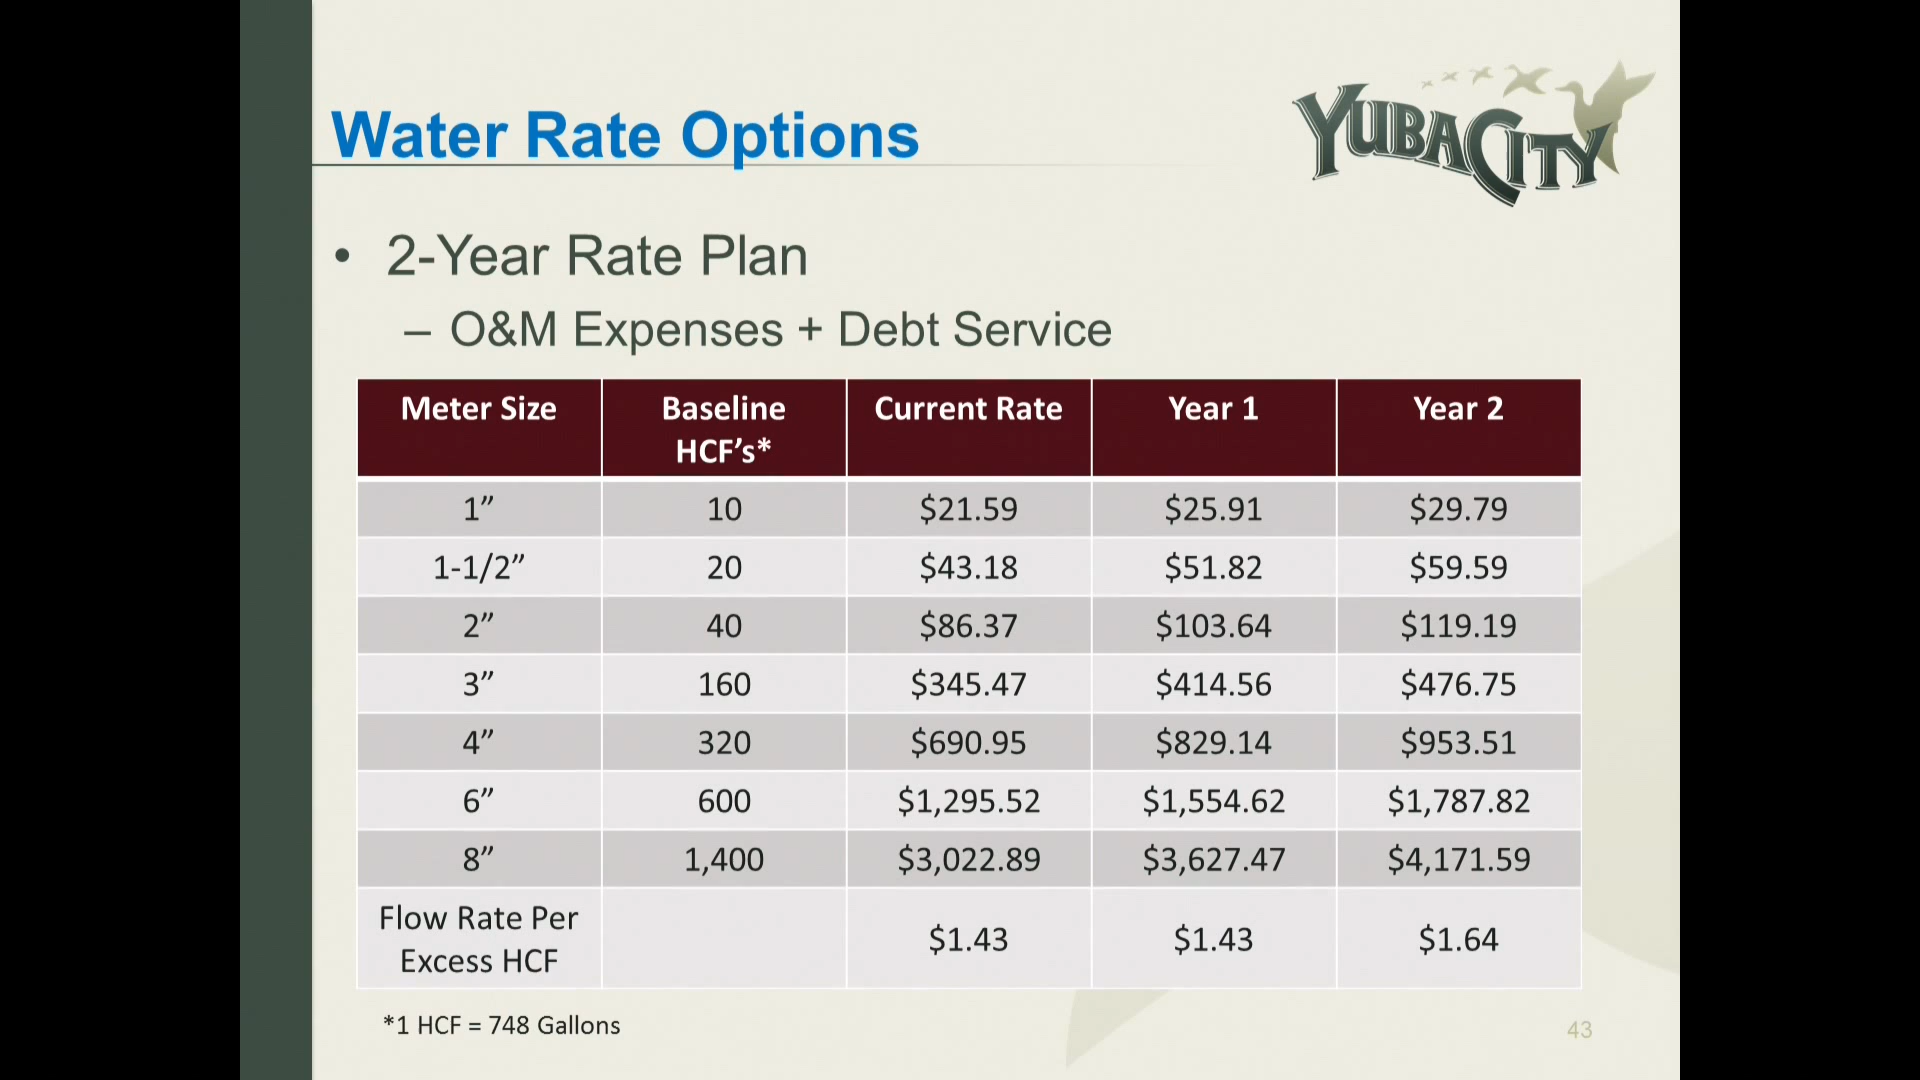 Water Rate Options
YUBA CITY
• 2-Year Rate Plan
– O&M Expenses + Debt Service
Meter Size Baseline HCF’s* Current Rate Year 1 Year 2
1” 10 $21.59 $25.91 $29.79
1-1/2” 20 $43.18 $51.82 $59.59
2” 40 $86.37 $103.64 $119.19
3” 160 $345.47 $414.56 $476.75
4” 320 $690.95 $829.14 $953.51
6” 600 $1,295.52 $1,554.62 $1,787.82
8” 1,400 $3,022.89 $3,627.47 $4,171.59
Flow Rate Per Excess HCF $1.43 $1.43 $1.64
*1 HCF = 748 Gallons
43